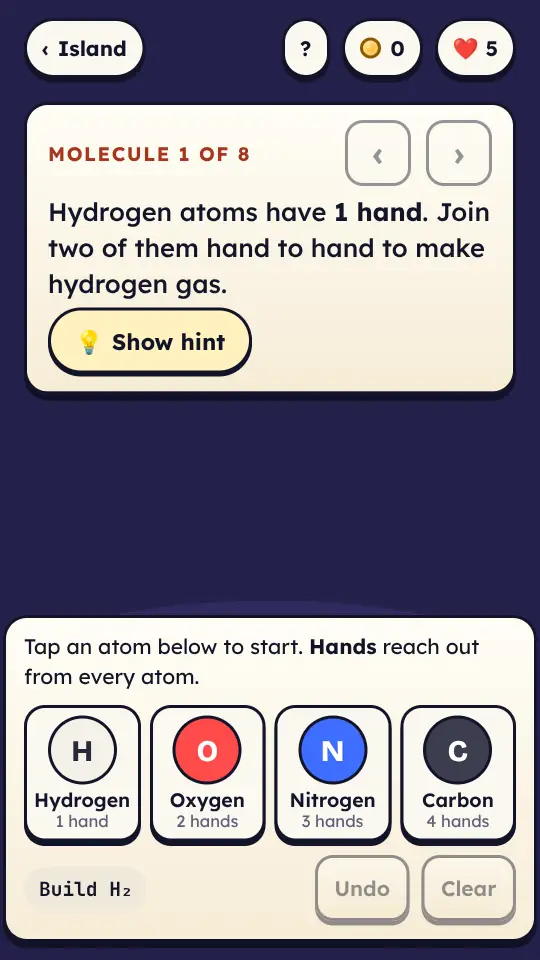 ‹ Island
?
0
5
MOLECULE 1 OF 8
‹ ›
Hydrogen atoms have 1 hand. Join
two of them hand to hand to make
hydrogen gas.
Show hint
Tap an atom below to start. Hands reach out
from every atom.
H
Hydrogen
1 hand
O
Oxygen
2 hands
N
Nitrogen
3 hands
C
Carbon
4 hands
Build H₂
Undo
Clear